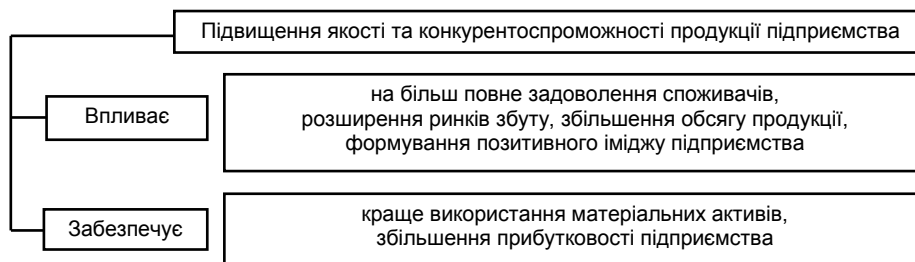 Підвищення якості та конкурентоспроможності продукції підприємства
Впливає
на більш повне задоволення споживачів,
розширення ринків збуту, збільшення обсягу продукції,
формування позитивного іміджу підприємства
Забезпечує
краще використання матеріальних активів,
збільшення прибутковості підприємства